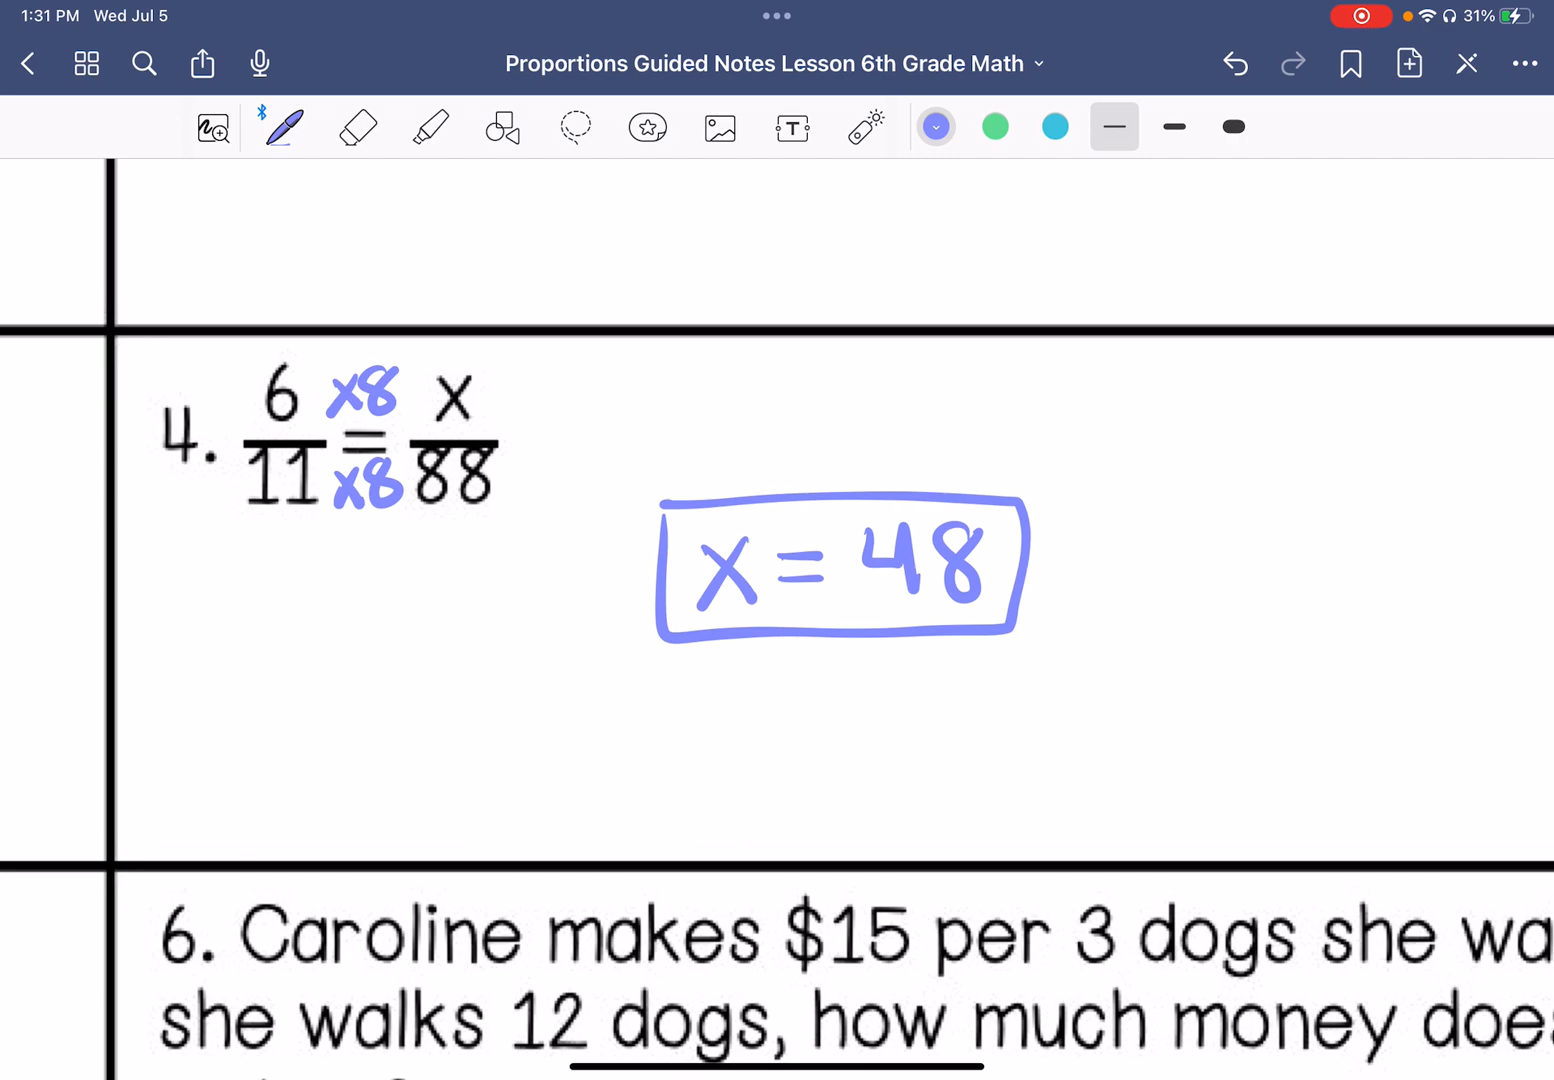 1:31 PM Wed Jul 5
31%
Proportions Guided Notes Lesson 6th Grade Math
T
4. 6/11 = x/88
x8
x8
x = 48
6. Caroline makes $15 per 3 dogs she wa
she walks 12 dogs, how much money doe